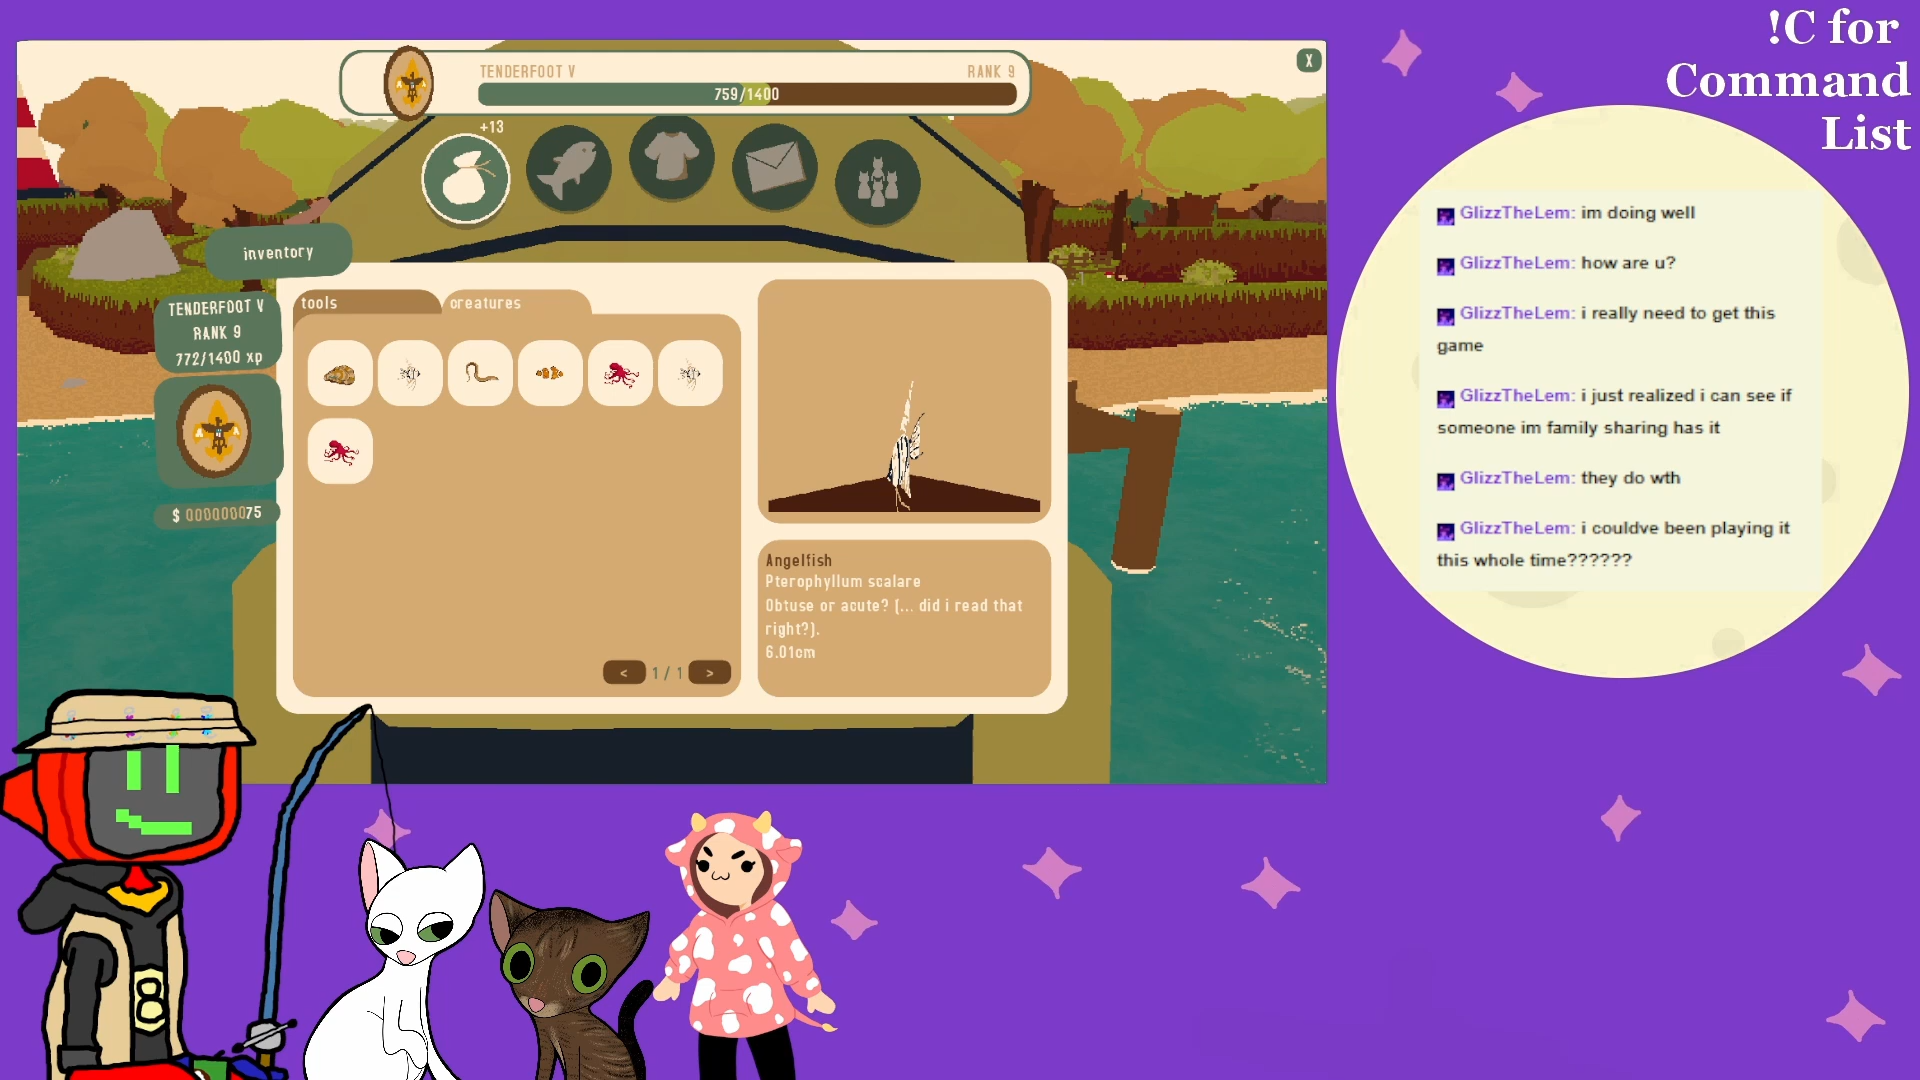 !C for
Command
List
TENDERFOOT V
RANK 9
759/1400
X
+13
inventory
TENDERFOOT V
RANK 9
772/1400 xp
$ 0000000075
tools
creatures
< 1 / 1 >
Angelfish
Pterophyllum scalare
Obtuse or acute? (... did i read that
right?).
6.01cm
GlizzTheLem: im doing well
GlizzTheLem: how are u?
GlizzTheLem: i really need to get this
game
GlizzTheLem: i just realized i can see if
someone im family sharing has it
GlizzTheLem: they do wth
GlizzTheLem: i couldve been playing it
this whole time??????
8